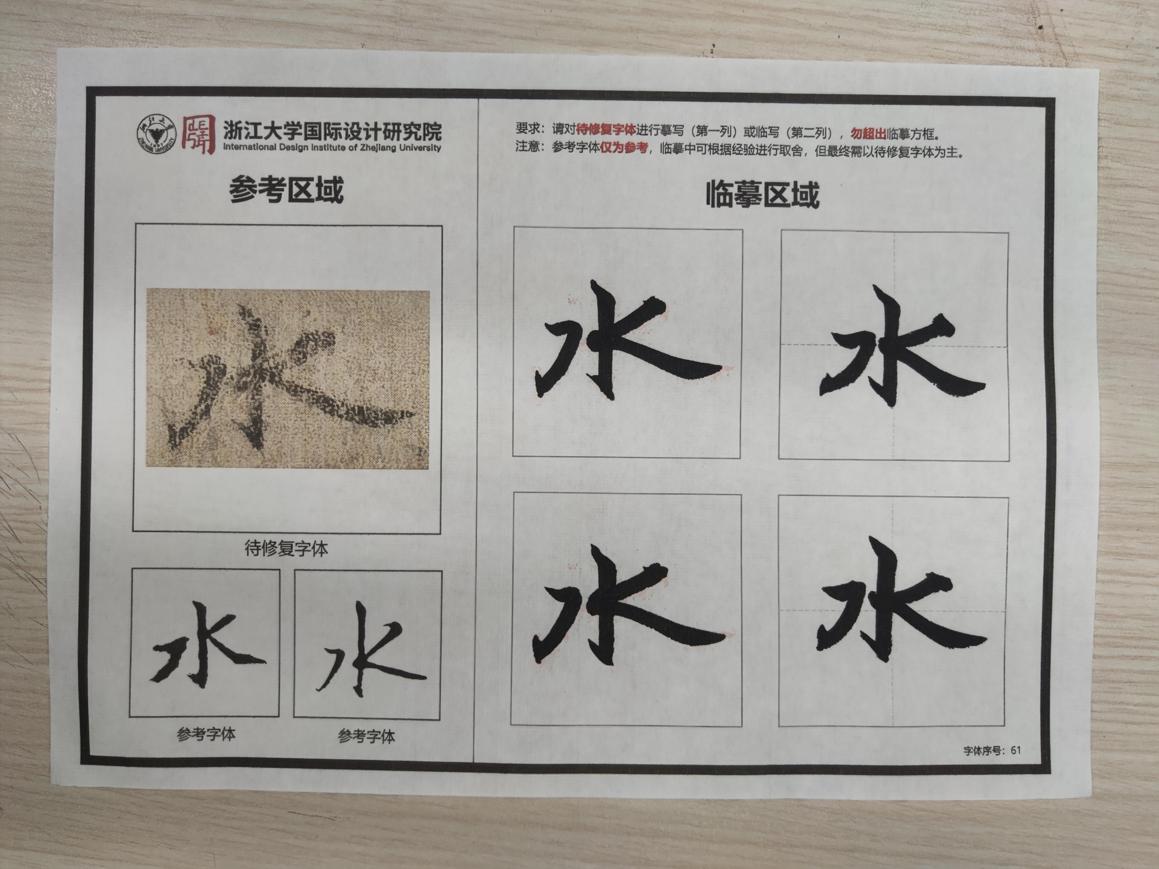 浙江大学国际设计研究院
International Design Institute of Zhejiang University
参考区域
水
待修复字体
水
水
参考字体
参考字体
要求：请对待修复字体进行摹写（第一列）或临写（第二列），勿超出临摹方框。
注意：参考字体仅为参考，临摹中可根据经验进行取舍，但最终需以待修复字体为主。
临摹区域
水
水
水
水
字体序号：61